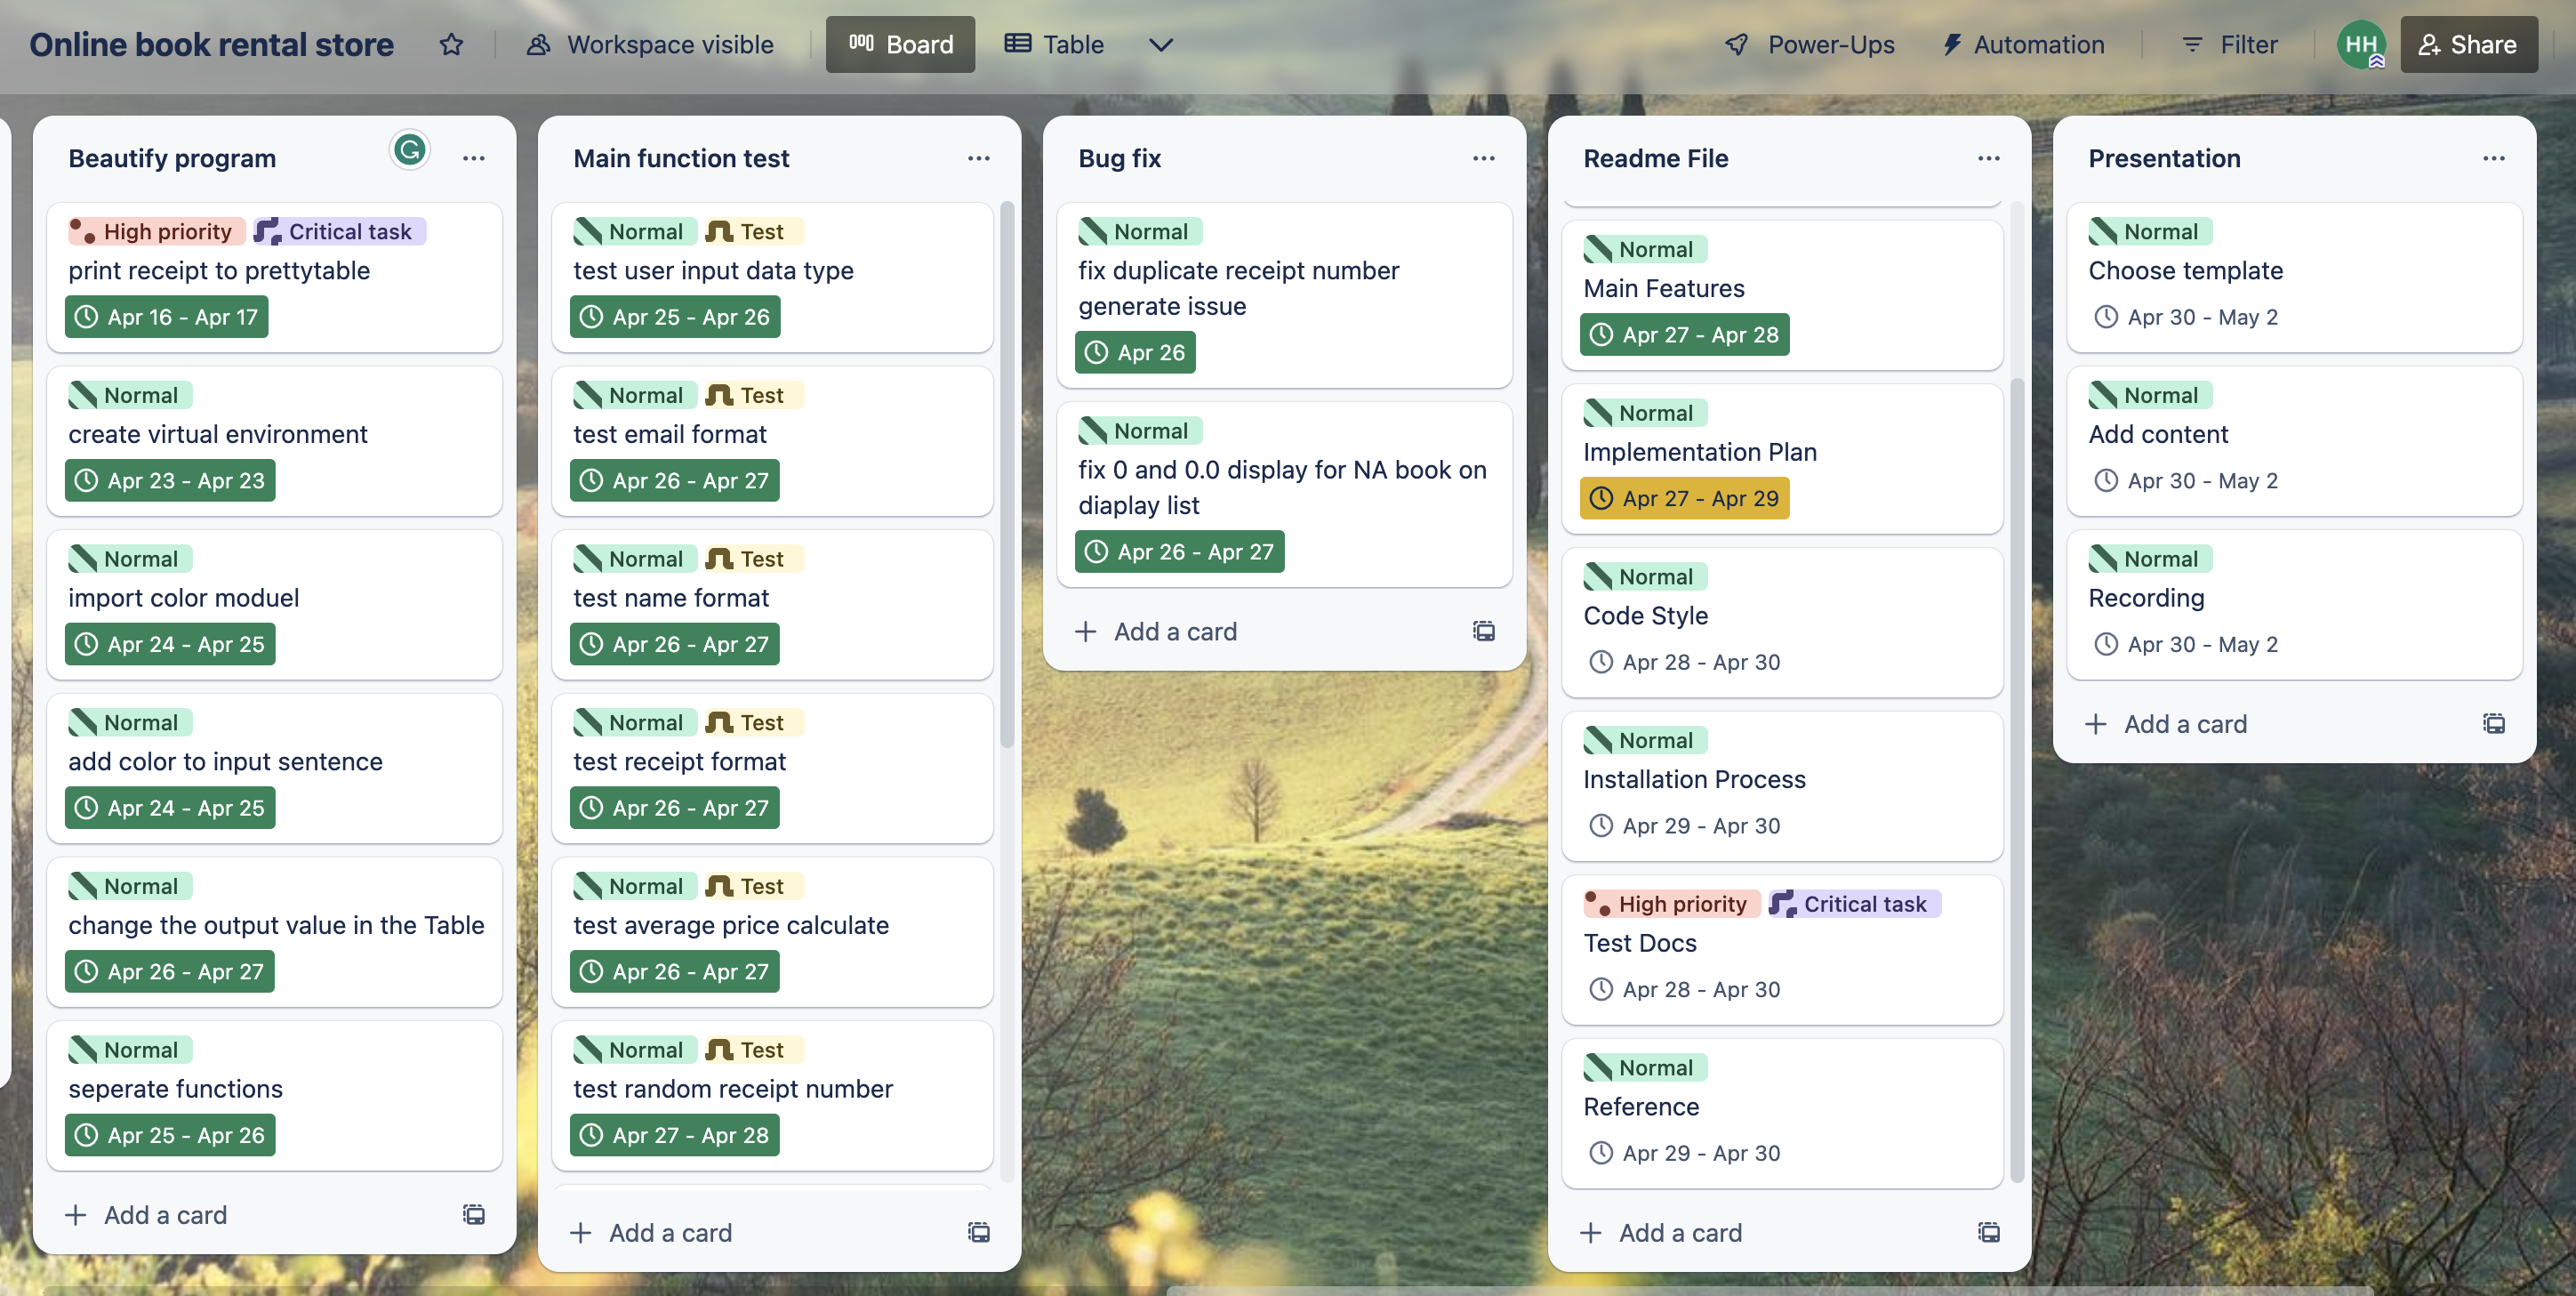 Online book rental store
Workspace visible
Board
Table
Power-Ups
Automation
Filter
HH
Share
Beautify program
High priority Critical task
print receipt to prettytable
Apr 16 - Apr 17
Normal
create virtual environment
Apr 23 - Apr 23
Normal
import color moduel
Apr 24 - Apr 25
Normal
add color to input sentence
Apr 24 - Apr 25
Normal
change the output value in the Table
Apr 26 - Apr 27
Normal
seperate functions
Apr 25 - Apr 26
Add a card
Main function test
Normal Test
test user input data type
Apr 25 - Apr 26
Normal Test
test email format
Apr 26 - Apr 27
Normal Test
test name format
Apr 26 - Apr 27
Normal Test
test receipt format
Apr 26 - Apr 27
Normal Test
test average price calculate
Apr 26 - Apr 27
Normal Test
test random receipt number
Apr 27 - Apr 28
Add a card
Bug fix
Normal
fix duplicate receipt number
generate issue
Apr 26
Normal
fix 0 and 0.0 display for NA book on
diaplay list
Apr 26 - Apr 27
Add a card
Readme File
Normal
Main Features
Apr 27 - Apr 28
Normal
Implementation Plan
Apr 27 - Apr 29
Normal
Code Style
Apr 28 - Apr 30
Normal
Installation Process
Apr 29 - Apr 30
High priority Critical task
Test Docs
Apr 28 - Apr 30
Normal
Reference
Apr 29 - Apr 30
Add a card
Presentation
Normal
Choose template
Apr 30 - May 2
Normal
Add content
Apr 30 - May 2
Normal
Recording
Apr 30 - May 2
Add a card